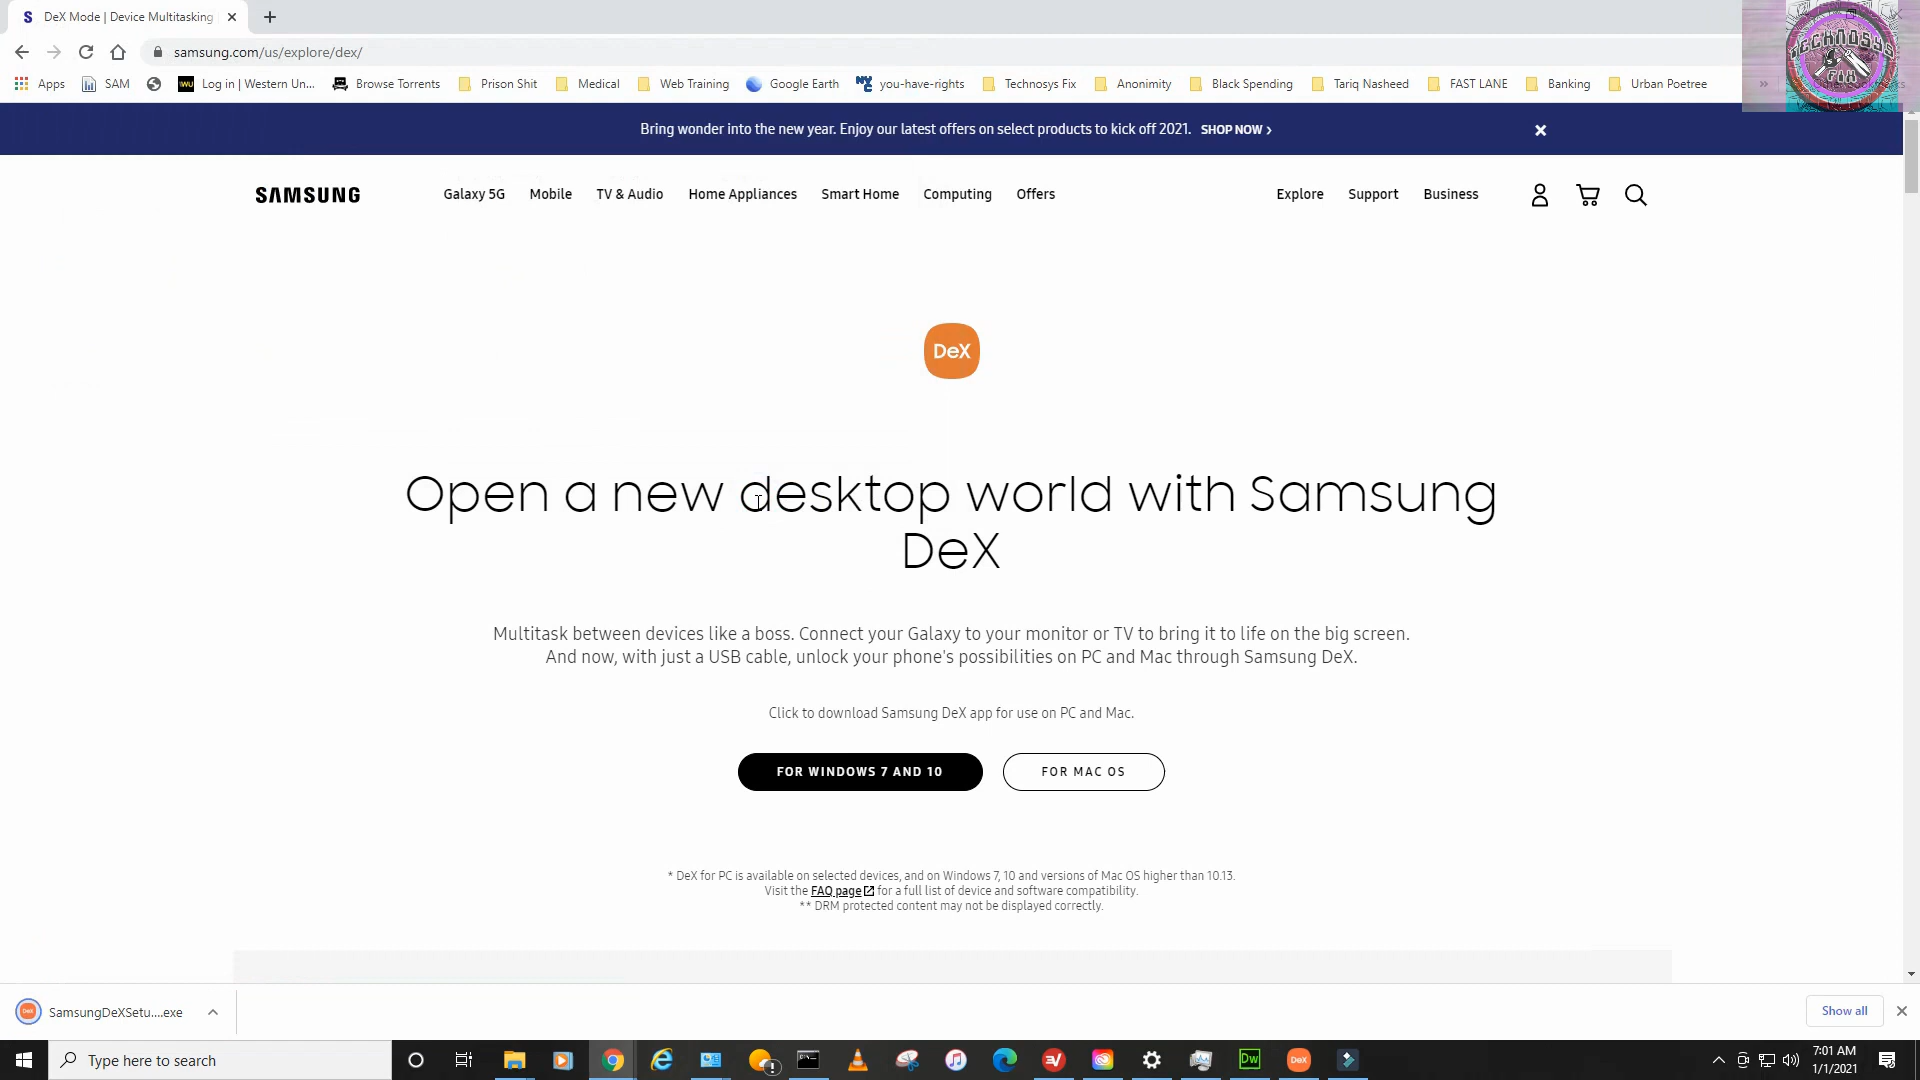 DeX Mode | Device Multitasking
samsung.com/us/explore/dex/
Apps SAM Log in | Western Un... Browse Torrents Prison Shit Medical Web Training Google Earth you-have-rights Technosys Fix Anonimity Black Spending Tariq Nasheed FAST LANE Banking Urban Poetree »
TECHNOSYS
FIX
Bring wonder into the new year. Enjoy our latest offers on select products to kick off 2021. SHOP NOW ›
SAMSUNG Galaxy 5G Mobile TV & Audio Home Appliances Smart Home Computing Offers Explore Support Business
DeX
Open a new desktop world with Samsung
DeX
Multitask between devices like a boss. Connect your Galaxy to your monitor or TV to bring it to life on the big screen.
And now, with just a USB cable, unlock your phone's possibilities on PC and Mac through Samsung DeX.
Click to download Samsung DeX app for use on PC and Mac.
FOR WINDOWS 7 AND 10 FOR MAC OS
* DeX for PC is available on selected devices, and on Windows 7, 10 and versions of Mac OS higher than 10.13.
Visit the FAQ page for a full list of device and software compatibility.
** DRM protected content may not be displayed correctly.
SamsungDeXSetu....exe Show all
Type here to search Dw DeX 7:01 AM
1/1/2021